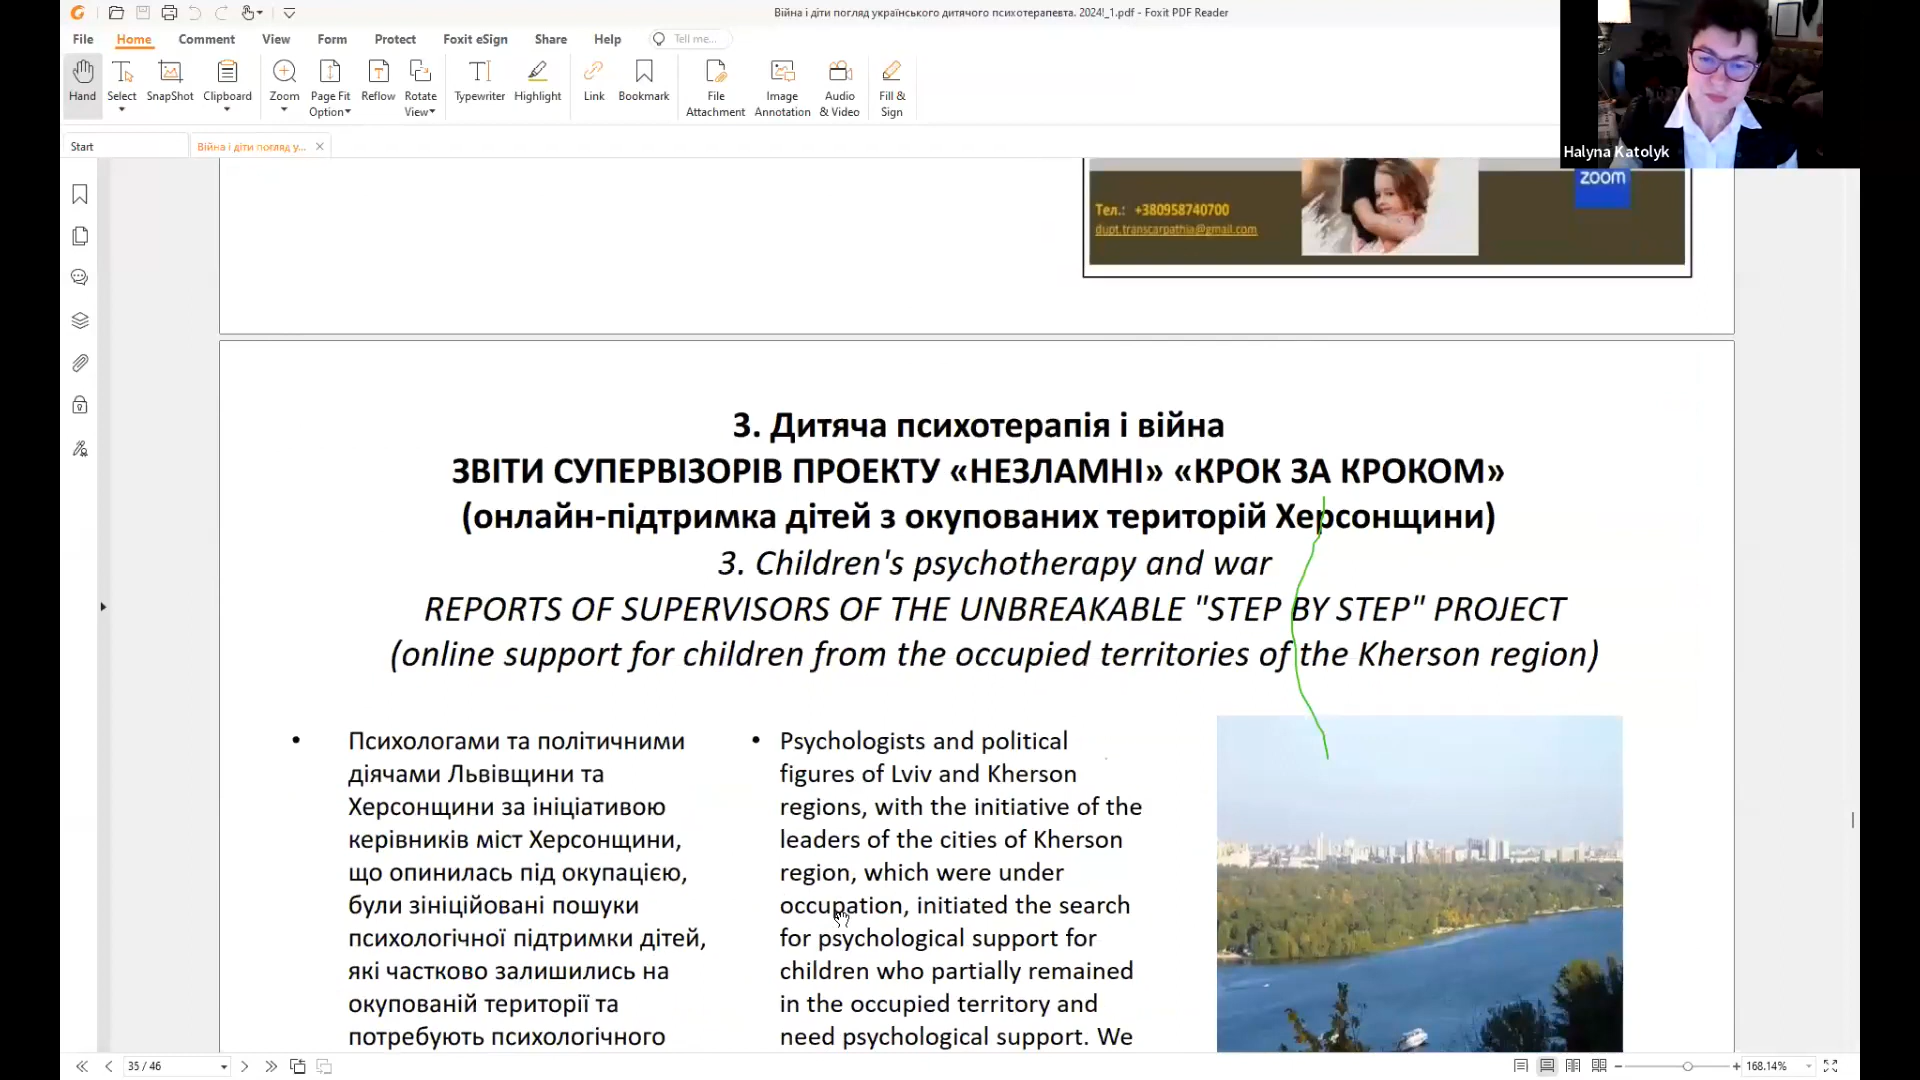 Війна і діти погляд українського дитячого психотерапевта. 2024!_1.pdf - Foxit PDF Reader
File Home Comment View Form Protect Foxit eSign Share Help Tell me...
Hand Select SnapShot Clipboard Zoom Page Fit Option Reflow Rotate View Typewriter Highlight Link Bookmark File Attachment Image Annotation Audio & Video Fill & Sign
Start Війна і діти погляд у...
Halyna Katolyk
zoom
Тел.: +380958740700
dupt.transcarpathia@gmail.com
3. Дитяча психотерапія і війна
ЗВІТИ СУПЕРВІЗОРІВ ПРОЕКТУ «НЕЗЛАМНІ» «КРОК ЗА КРОКОМ»
(онлайн-підтримка дітей з окупованих територій Херсонщини)
3. Children's psychotherapy and war
REPORTS OF SUPERVISORS OF THE UNBREAKABLE "STEP BY STEP" PROJECT
(online support for children from the occupied territories of the Kherson region)
• Психологами та політичними
діячами Львівщини та
Херсонщини за ініціативою
керівників міст Херсонщини,
що опинилась під окупацією,
були зініційовані пошуки
психологічної підтримки дітей,
які частково залишились на
окупованій території та
потребують психологічного
• Psychologists and political
figures of Lviv and Kherson
regions, with the initiative of the
leaders of the cities of Kherson
region, which were under
occupation, initiated the search
for psychological support for
children who partially remained
in the occupied territory and
need psychological support. We
35 / 46
168.14%